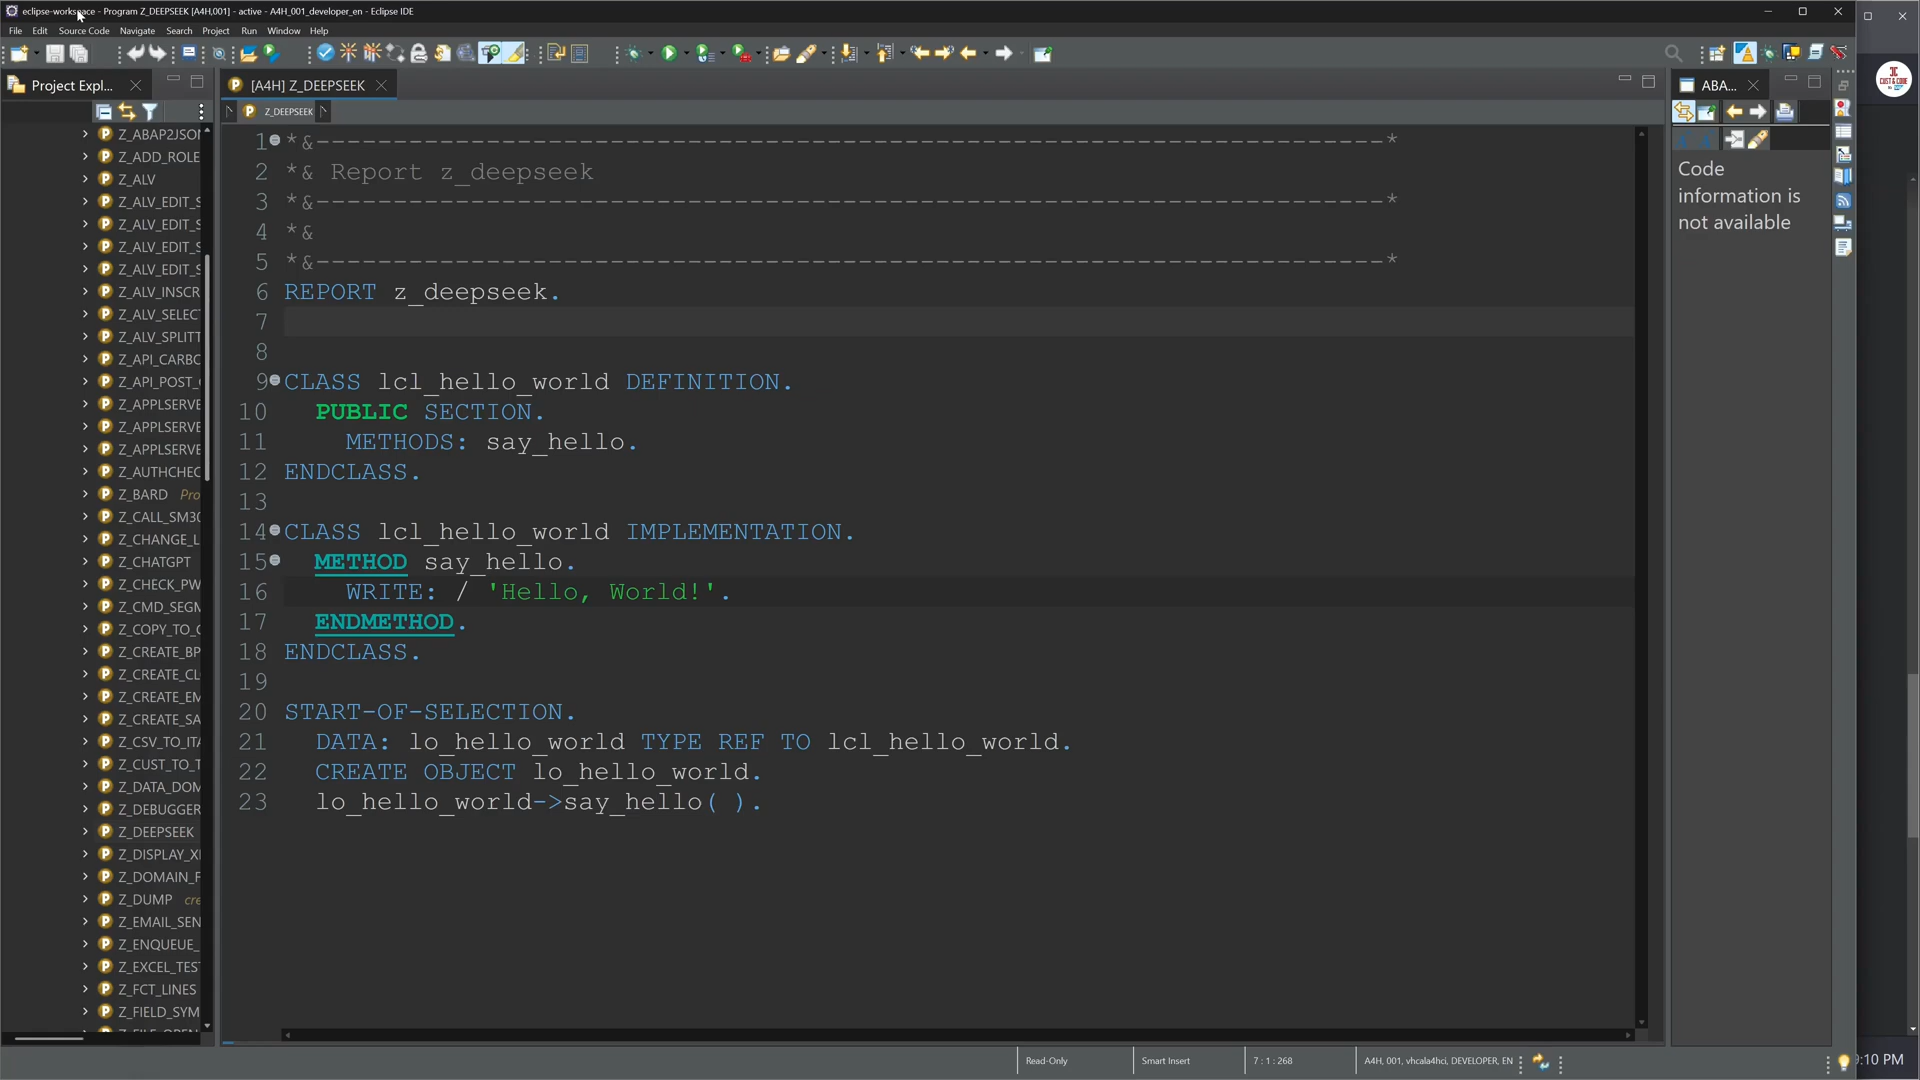 eclipse-workspace - Program Z_DEEPSEEK [A4H,001] - active - A4H_001_developer_en - Eclipse IDE
File Edit Source Code Navigate Search Project Run Window Help
Project Expl...
[A4H] Z_DEEPSEEK
ABA...
CUST & CODE
Z_DEEPSEEK
Z_ABAP2JSON
Z_ADD_ROLE
Z_ALV
Z_ALV_EDIT_S
Z_ALV_EDIT_S
Z_ALV_EDIT_S
Z_ALV_EDIT_S
Z_ALV_INSCR
Z_ALV_SELEC
Z_ALV_SPLIT
Z_API_CARBO
Z_API_POST_
Z_APPLSERVE
Z_APPLSERVE
Z_APPLSERVE
Z_AUTHCHEC
Z_BARD Pro
Z_CALL_SM30
Z_CHANGE_L
Z_CHATGPT
Z_CHECK_PW
Z_CMD_SEGM
Z_COPY_TO_C
Z_CREATE_BP
Z_CREATE_CL
Z_CREATE_EM
Z_CREATE_SA
Z_CSV_TO_ITA
Z_CUST_TO_T
Z_DATA_DOM
Z_DEBUGGER
Z_DEEPSEEK
Z_DISPLAY_X
Z_DOMAIN_F
Z_DUMP cre
Z_EMAIL_SEN
Z_ENQUEUE_
Z_EXCEL_TES
Z_FCT_LINES
Z_FIELD_SYM
1 *&---------------------------------------------------------------------*
2 *& Report z_deepseek
3 *&---------------------------------------------------------------------*
4 *&
5 *&---------------------------------------------------------------------*
6 REPORT z_deepseek.
7
8
9 CLASS lcl_hello_world DEFINITION.
10 PUBLIC SECTION.
11 METHODS: say_hello.
12 ENDCLASS.
13
14 CLASS lcl_hello_world IMPLEMENTATION.
15 METHOD say_hello.
16 WRITE: / 'Hello, World!'.
17 ENDMETHOD.
18 ENDCLASS.
19
20 START-OF-SELECTION.
21 DATA: lo_hello_world TYPE REF TO lcl_hello_world.
22 CREATE OBJECT lo_hello_world.
23 lo_hello_world->say_hello( ).
Code
information is
not available
Read-Only Smart Insert 7 : 1 : 268 A4H, 001, vhcala4hci, DEVELOPER, EN
:10 PM